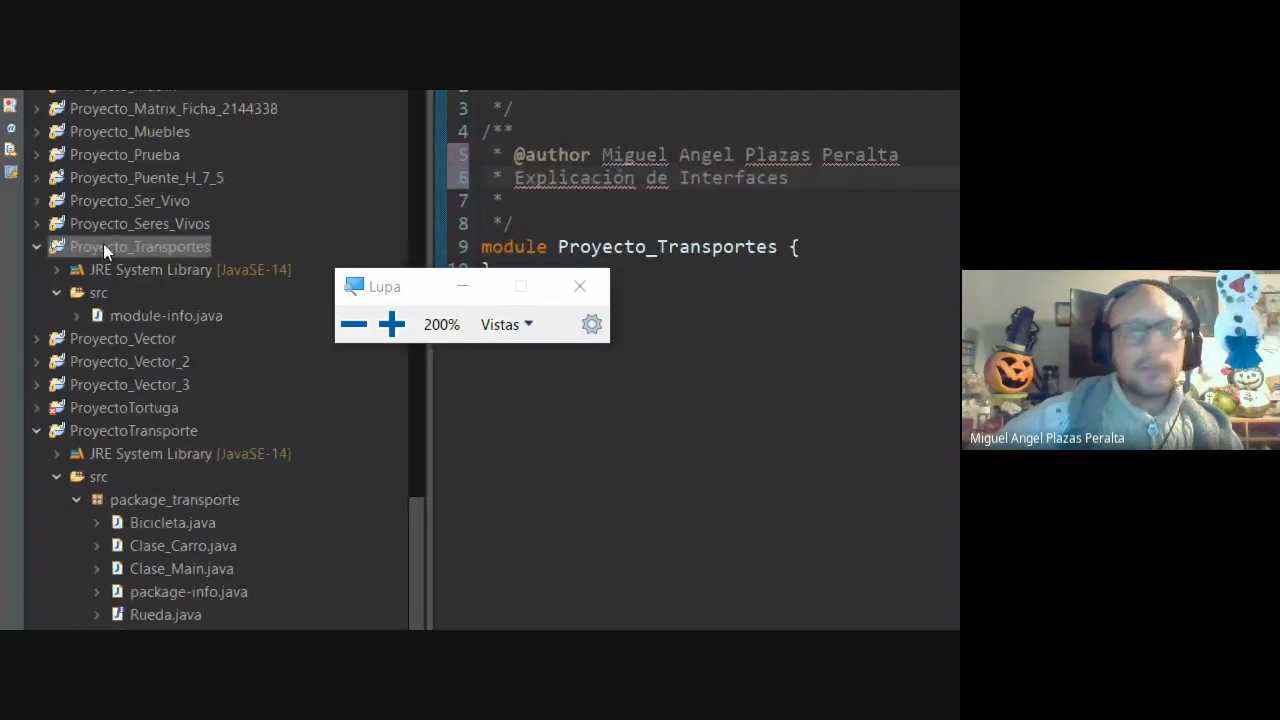 Proyecto_Matrix_Ficha_2144338
Proyecto_Muebles
Proyecto_Prueba
Proyecto_Puente_H_7_5
Proyecto_Ser_Vivo
Proyecto_Seres_Vivos
Proyecto_Transportes
JRE System Library [JavaSE-14]
src
module-info.java
Proyecto_Vector
Proyecto_Vector_2
Proyecto_Vector_3
ProyectoTortuga
ProyectoTransporte
JRE System Library [JavaSE-14]
src
package_transporte
Bicicleta.java
Clase_Carro.java
Clase_Main.java
package-info.java
Rueda.java
3 */
4 /**
5 * @author Miguel Angel Plazas Peralta
6 * Explicación de Interfaces
7 *
8 */
9 module Proyecto_Transportes {
Lupa
200% Vistas
Miguel Angel Plazas Peralta